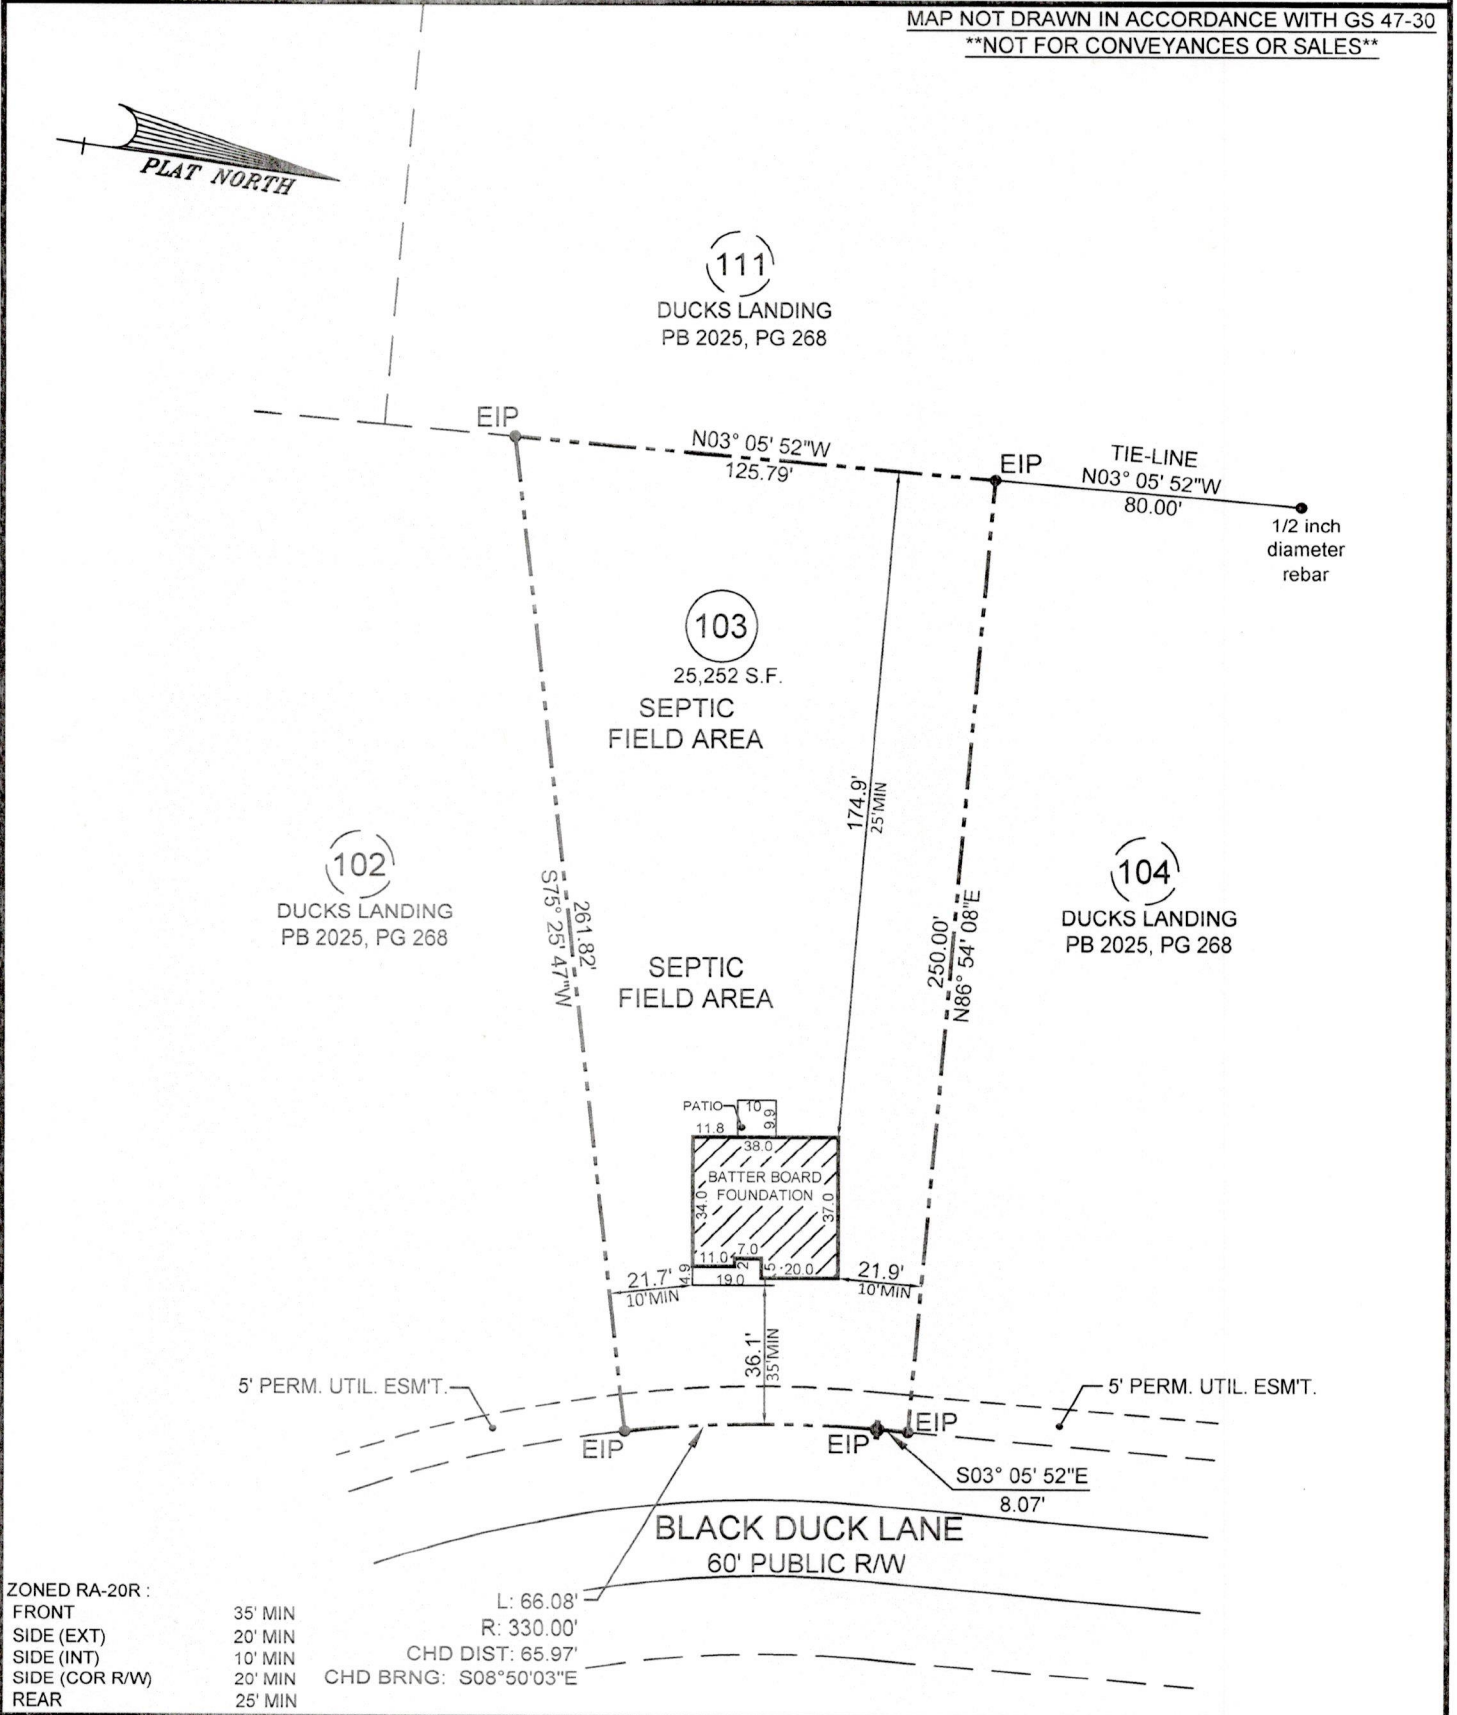 MAP NOT DRAWN IN ACCORDANCE WITH GS 47-30
**NOT FOR CONVEYANCES OR SALES**
PLAT NORTH
111
DUCKS LANDING
PB 2025, PG 268
EIP
N03° 05' 52"W
125.79'
EIP
TIE-LINE
N03° 05' 52"W
80.00'
1/2 inch
diameter
rebar
103
25,252 S.F.
SEPTIC
FIELD AREA
174.9'
25'MIN
102
DUCKS LANDING
PB 2025, PG 268
261.82'
S75° 25' 47"W
104
DUCKS LANDING
PB 2025, PG 268
250.00'
N86° 54' 08"E
SEPTIC
FIELD AREA
PATIO
10
9.9
11.8
38.0
BATTER BOARD
FOUNDATION
34.0
37.0
11.0
7.0
2
5
20.0
4.9
19.0
21.7'
10'MIN
21.9'
10'MIN
36.1'
35'MIN
5' PERM. UTIL. ESM'T.
5' PERM. UTIL. ESM'T.
EIP
EIP
EIP
S03° 05' 52"E
8.07'
BLACK DUCK LANE
60' PUBLIC R/W
L: 66.08'
R: 330.00'
CHD DIST: 65.97'
CHD BRNG: S08°50'03"E
ZONED RA-20R :
FRONT 35' MIN
SIDE (EXT) 20' MIN
SIDE (INT) 10' MIN
SIDE (COR R/W) 20' MIN
REAR 25' MIN